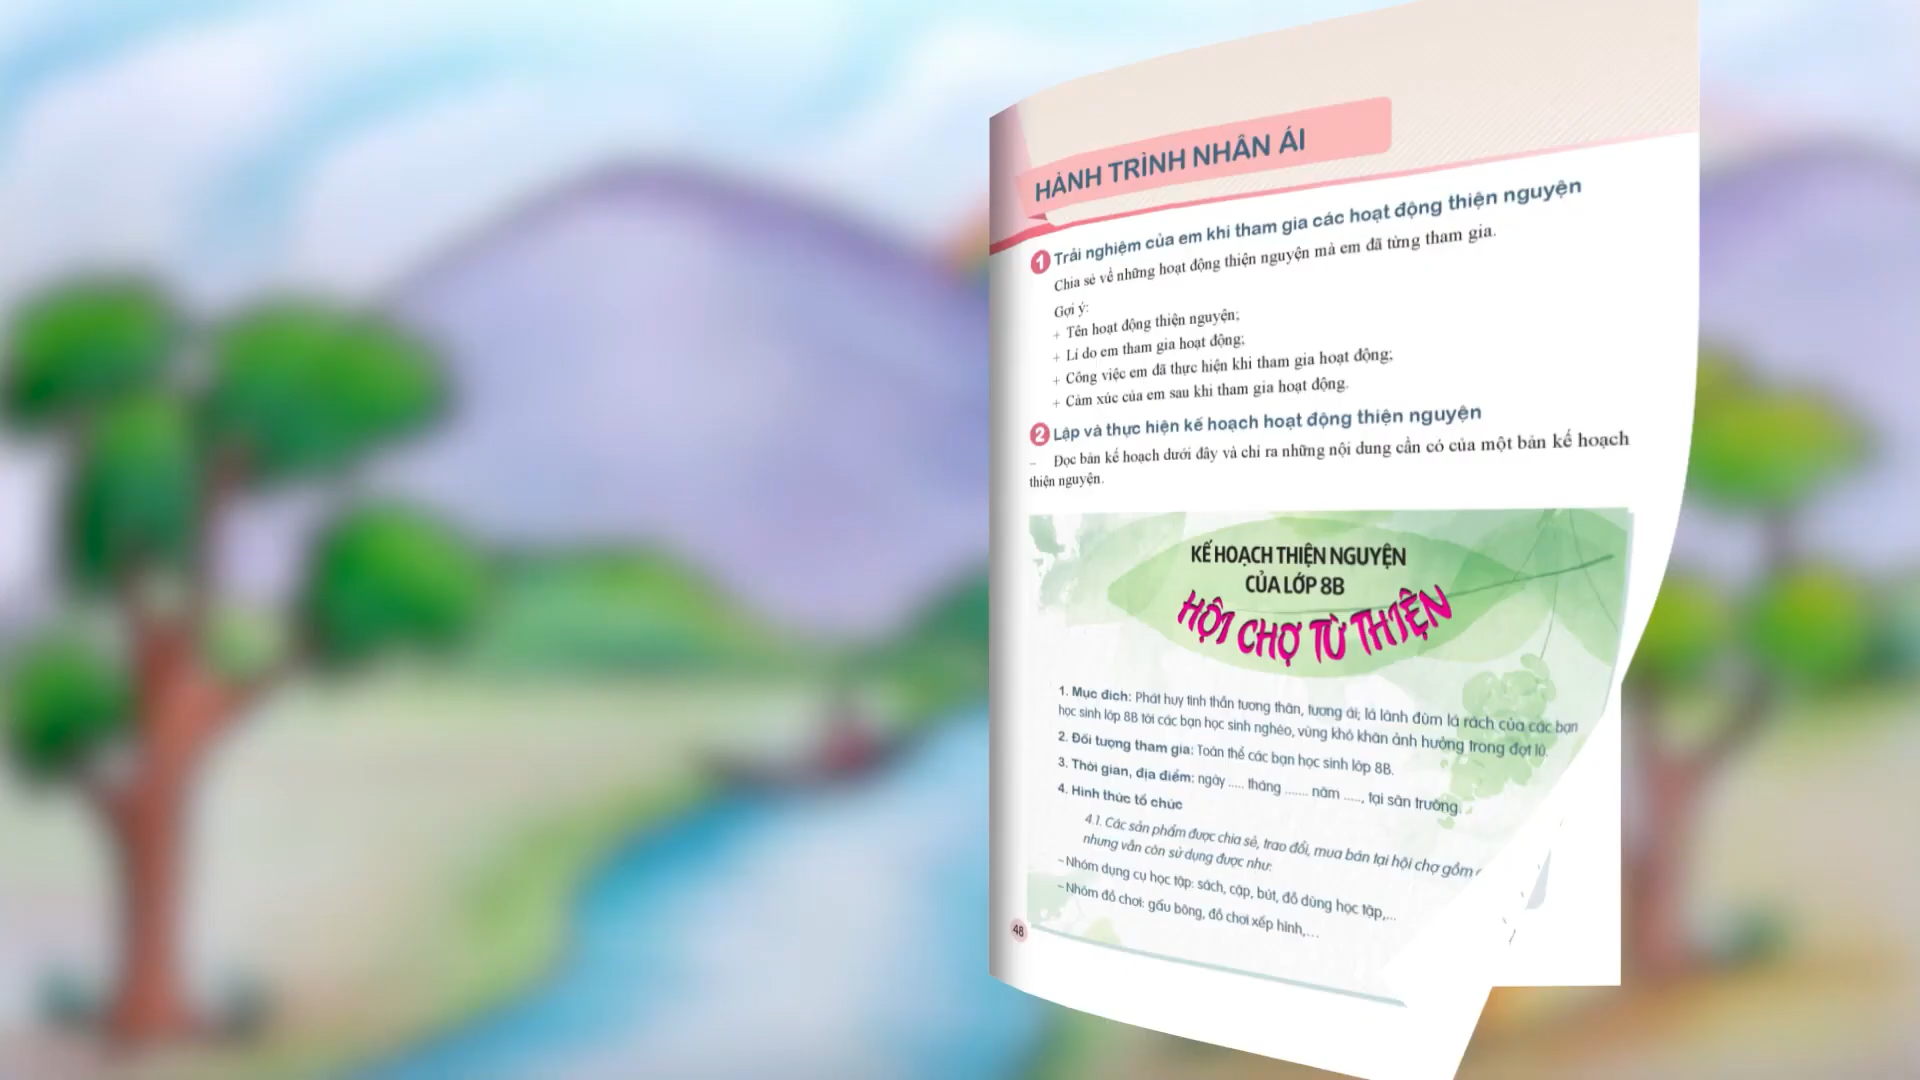 HÀNH TRÌNH NHÂN ÁI
1 Trải nghiệm của em khi tham gia các hoạt động thiện nguyện
Chia sẻ về những hoạt động thiện nguyện mà em đã từng tham gia.
Gợi ý:
+ Tên hoạt động thiện nguyện;
+ Lí do em tham gia hoạt động;
+ Công việc em đã thực hiện khi tham gia hoạt động;
+ Cảm xúc của em sau khi tham gia hoạt động.
2 Lập và thực hiện kế hoạch hoạt động thiện nguyện
– Đọc bản kế hoạch dưới đây và chỉ ra những nội dung cần có của một bản kế hoạch
thiện nguyện.
KẾ HOẠCH THIỆN NGUYỆN
CỦA LỚP 8B
HỘI CHỢ TỪ THIỆN
1. Mục đích: Phát huy tinh thần tương thân, tương ái; lá lành đùm lá rách của các bạn
học sinh lớp 8B tới các bạn học sinh nghèo, vùng khó khăn ảnh hưởng trong đợt lũ.
2. Đối tượng tham gia: Toàn thể các bạn học sinh lớp 8B.
3. Thời gian, địa điểm: ngày ..... tháng ....... năm ....., tại sân trường.
4. Hình thức tổ chức
4.1. Các sản phẩm được chia sẻ, trao đổi, mua bán tại hội chợ gồm
nhưng vẫn còn sử dụng được như:
– Nhóm dụng cụ học tập: sách, cặp, bút, đồ dùng học tập,...
– Nhóm đồ chơi: gấu bông, đồ chơi xếp hình,...
48